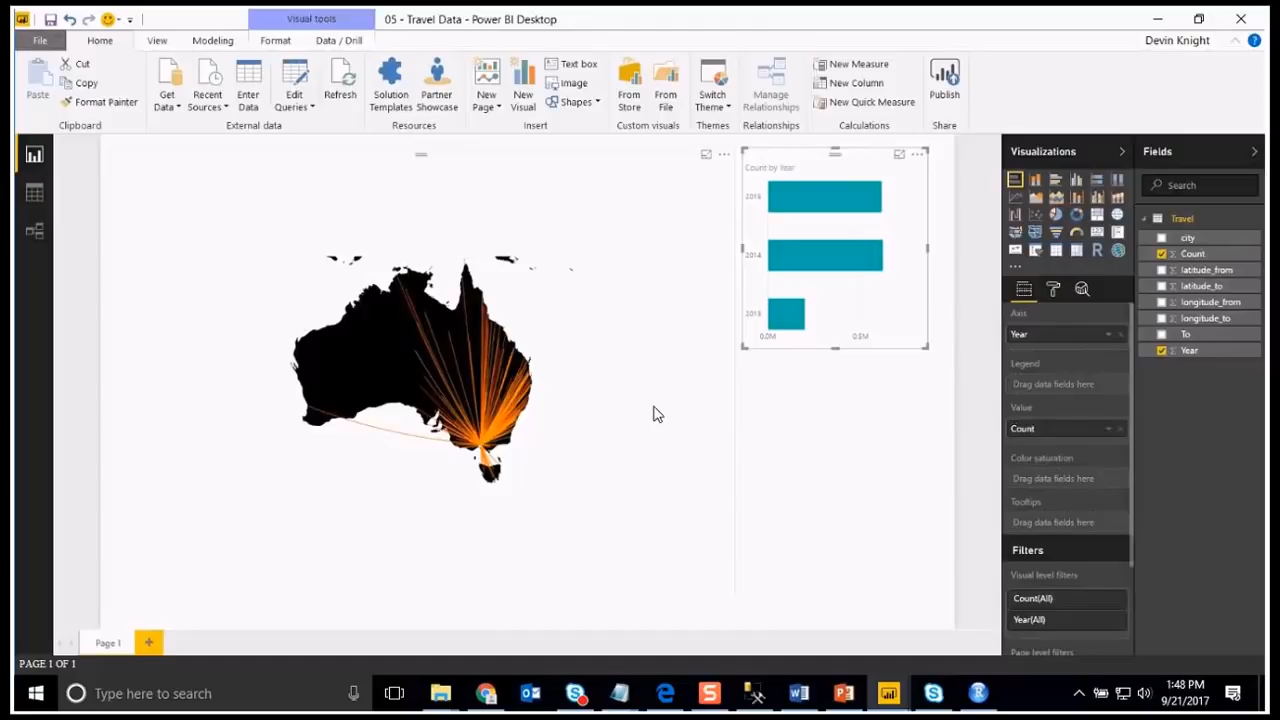 Visual tools
05 - Travel Data - Power BI Desktop
File
Home
View
Modeling
Format
Data / Drill
Devin Knight
Paste
Cut
Copy
Format Painter
Get Data
Recent Sources
Enter Data
Edit Queries
Refresh
Solution Templates
Partner Showcase
New Page
New Visual
Text box
Image
Shapes
From Store
From File
Switch Theme
Manage Relationships
New Measure
New Column
New Quick Measure
Publish
Clipboard
External data
Resources
Insert
Custom visuals
Themes
Relationships
Calculations
Share
Count by Year
2014
0.0M
0.5M
Visualizations
R
Axis
Year
Legend
Drag data fields here
Value
Count
Color saturation
Drag data fields here
Tooltips
Drag data fields here
Filters
Visual level filters
Count(All)
Year(All)
Page level filters
Fields
Search
Travel
city
Count
latitude_from
latitude_to
longitude_from
longitude_to
To
Year
Page 1
PAGE 1 OF 1
Type here to search
1:48 PM
9/21/2017